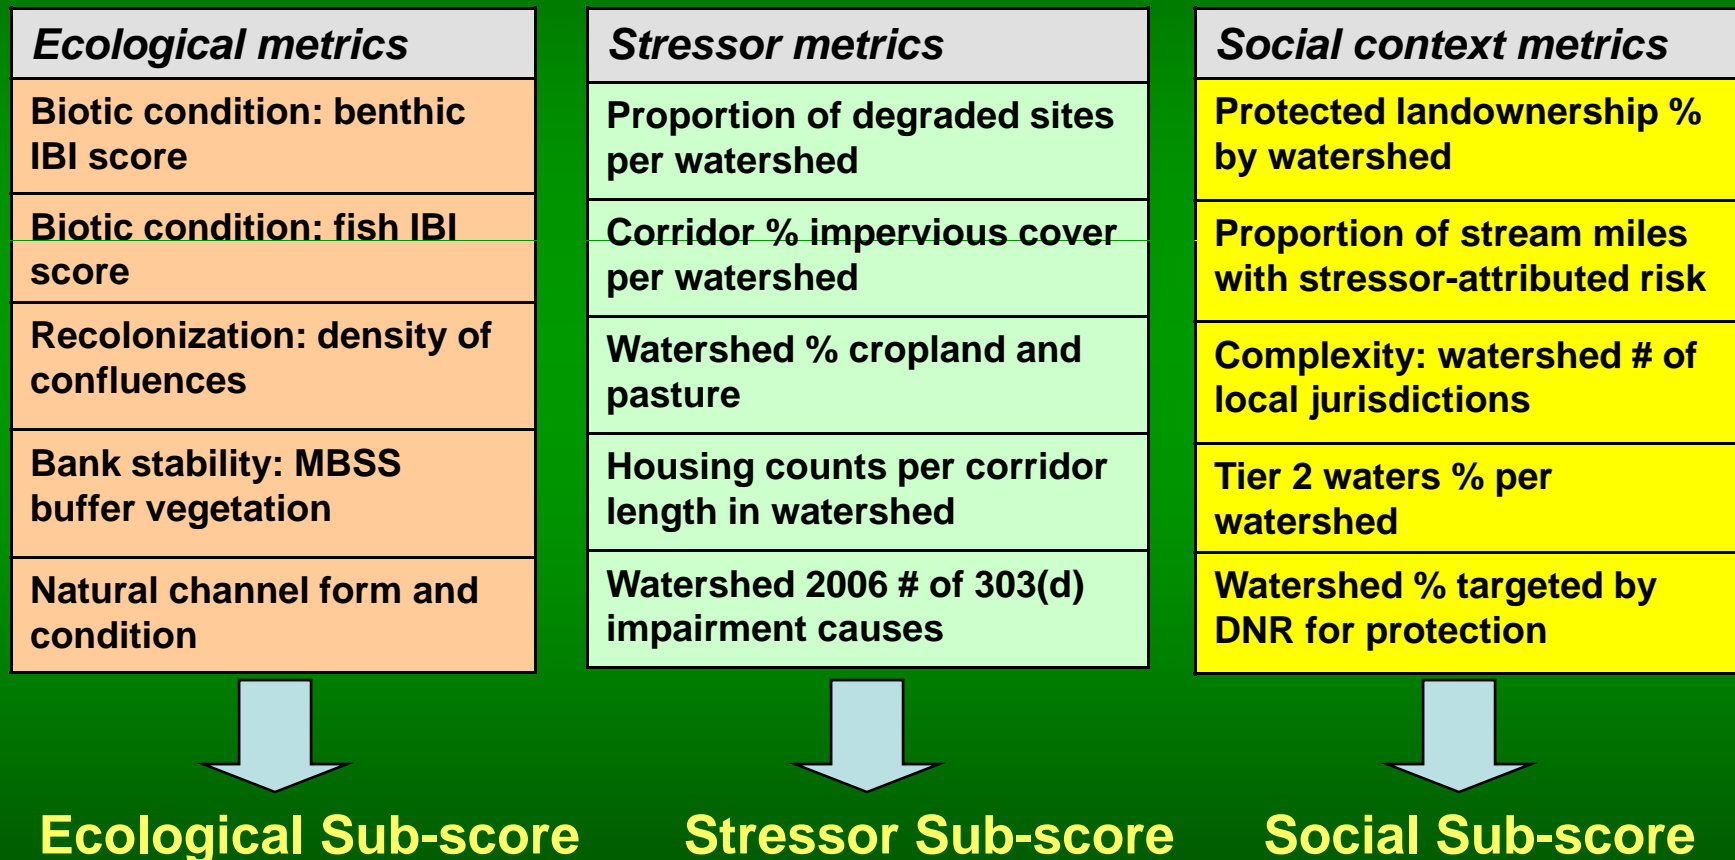 Ecological metrics
Biotic condition: benthic
IBI score
Biotic condition: fish IBI
score
Recolonization: density of
confluences
Bank stability: MBSS
buffer vegetation
Natural channel form and
condition
Ecological Sub-score
Stressor metrics
Proportion of degraded sites
per watershed
Corridor % impervious cover
per watershed
Watershed % cropland and
pasture
Housing counts per corridor
length in watershed
Watershed 2006 # of 303(d)
impairment causes
Stressor Sub-score
Social context metrics
Protected landownership %
by watershed
Proportion of stream miles
with stressor-attributed risk
Complexity: watershed # of
local jurisdictions
Tier 2 waters % per
watershed
Watershed % targeted by
DNR for protection
Social Sub-score